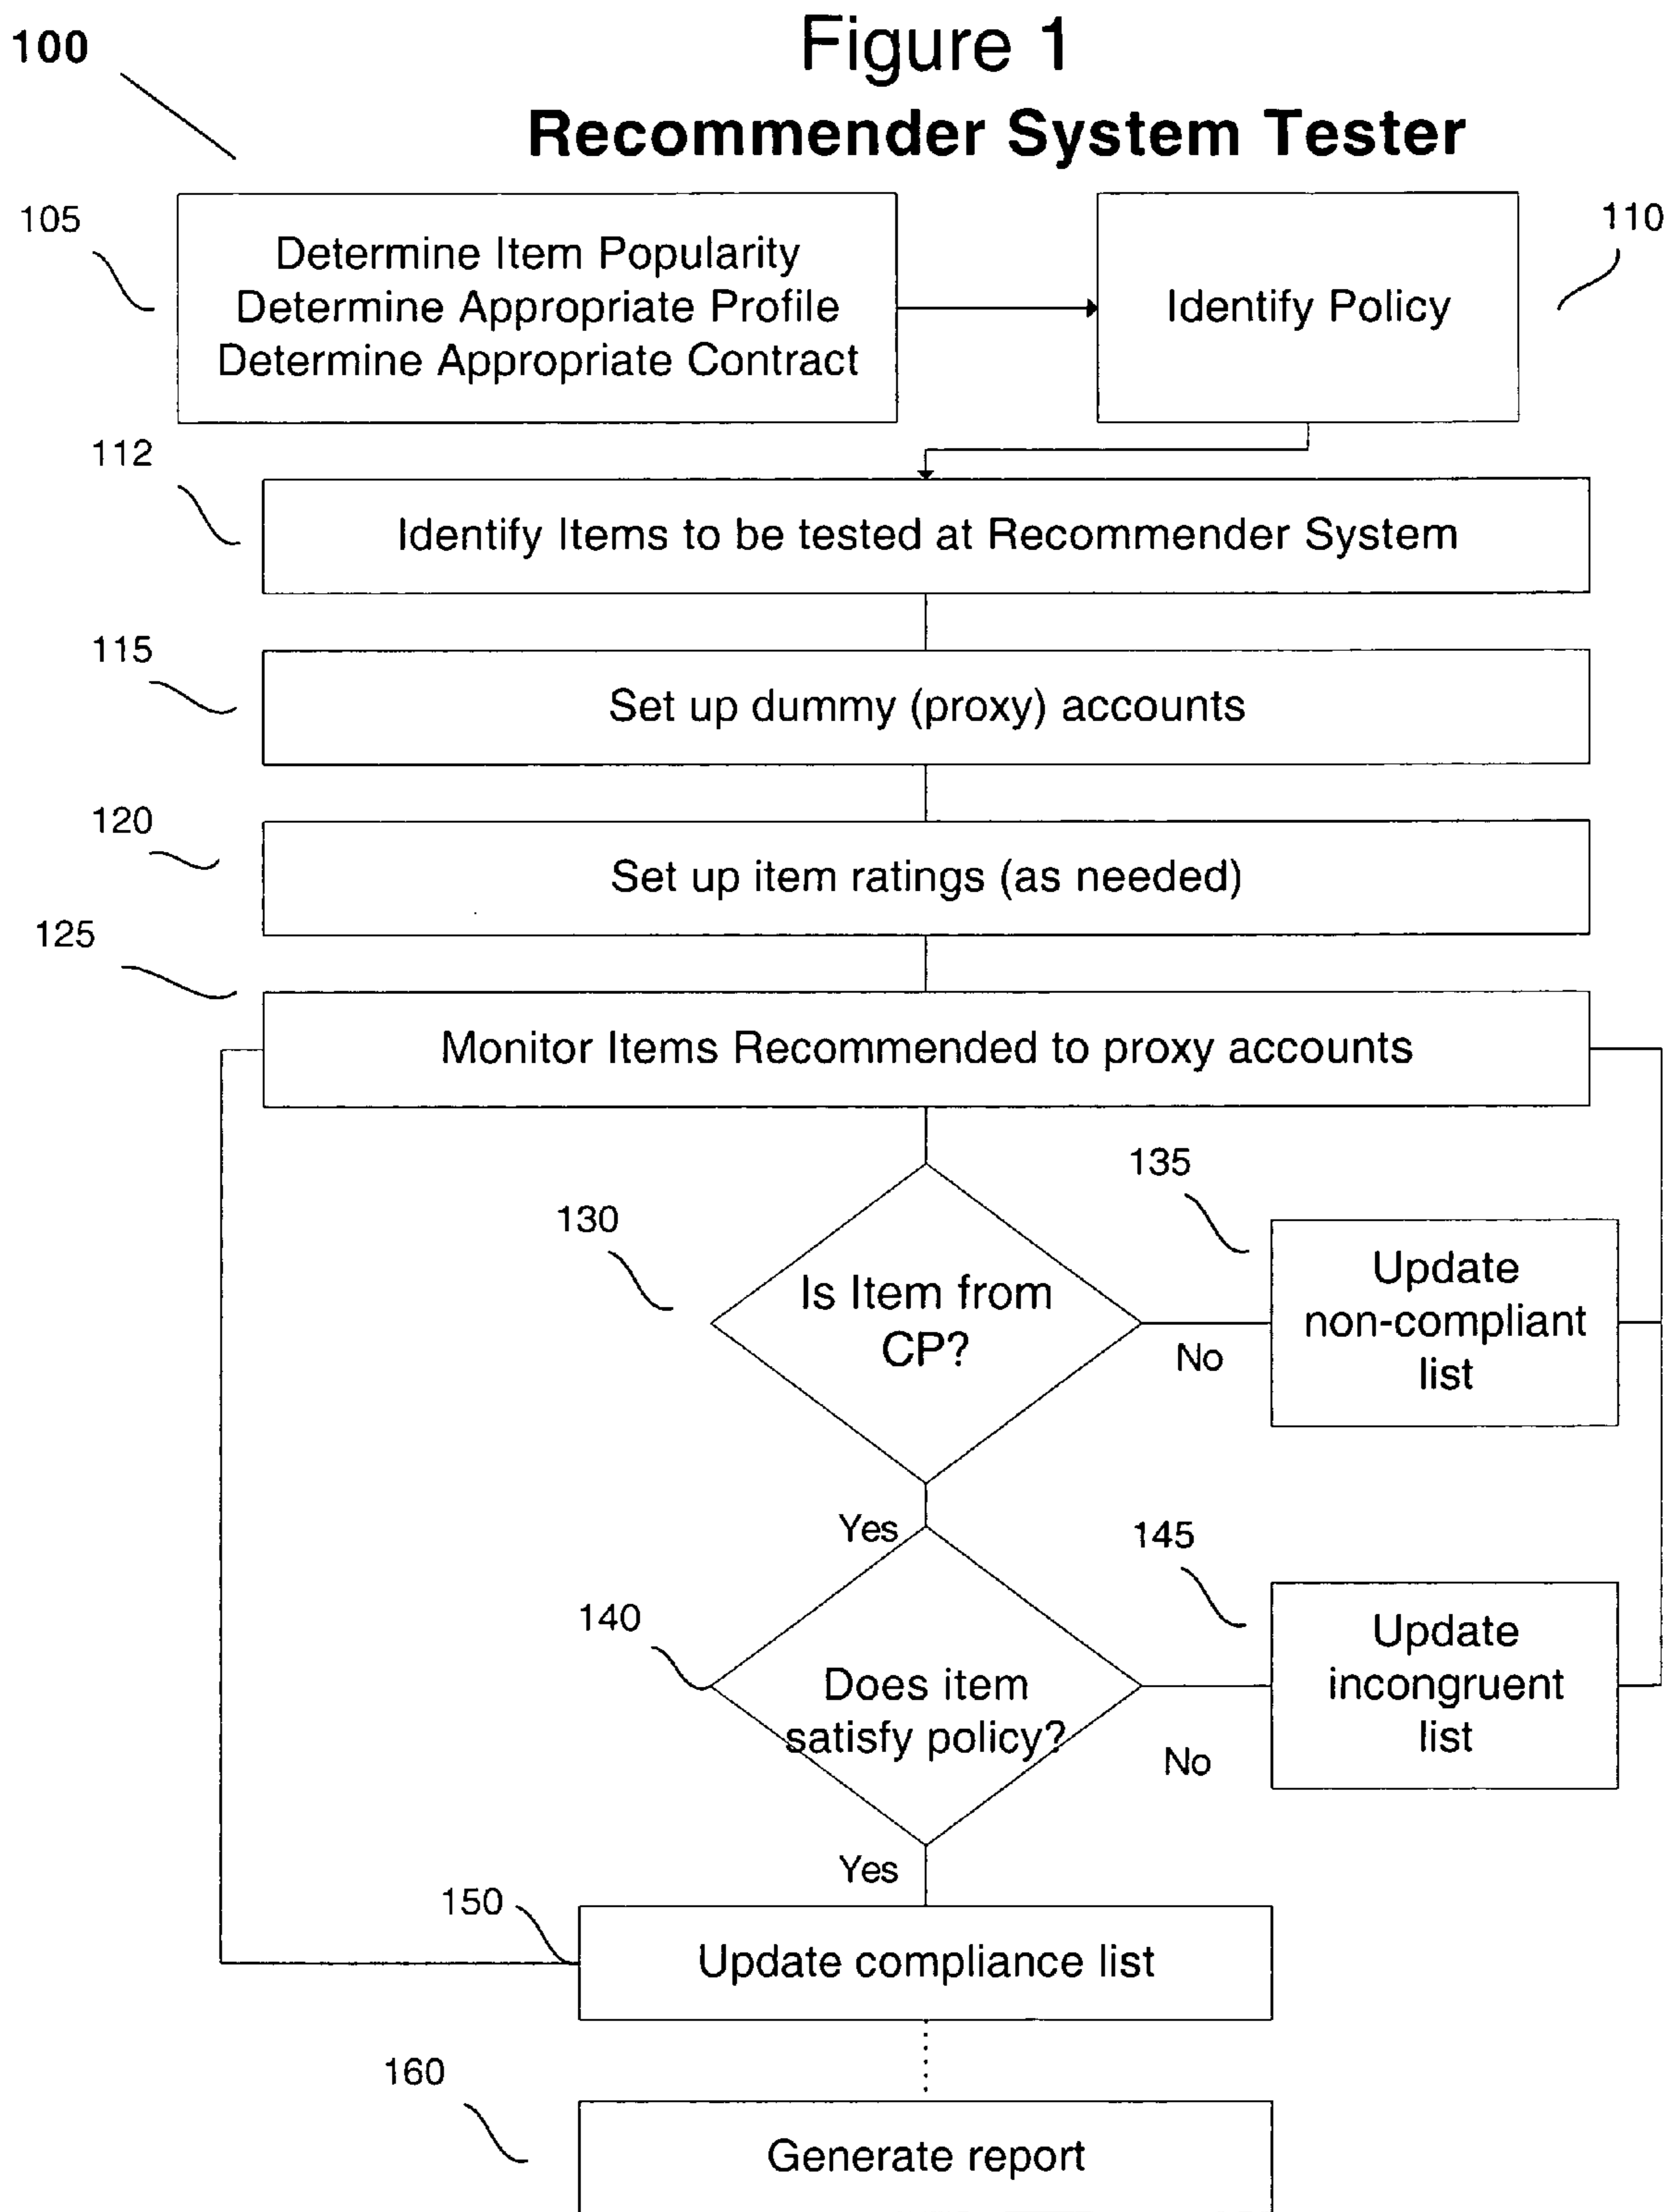 100
Figure 1
Recommender System Tester
105
Determine Item Popularity
Determine Appropriate Profile
Determine Appropriate Contract
Identify Policy
110
112
Identify Items to be tested at Recommender System
115
Set up dummy (proxy) accounts
120
Set up item ratings (as needed)
125
Monitor Items Recommended to proxy accounts
130
Is Item from
CP?
No
135
Update
non-compliant
list
Yes
140
Does item
satisfy policy?
No
145
Update
incongruent
list
Yes
150
Update compliance list
160
Generate report